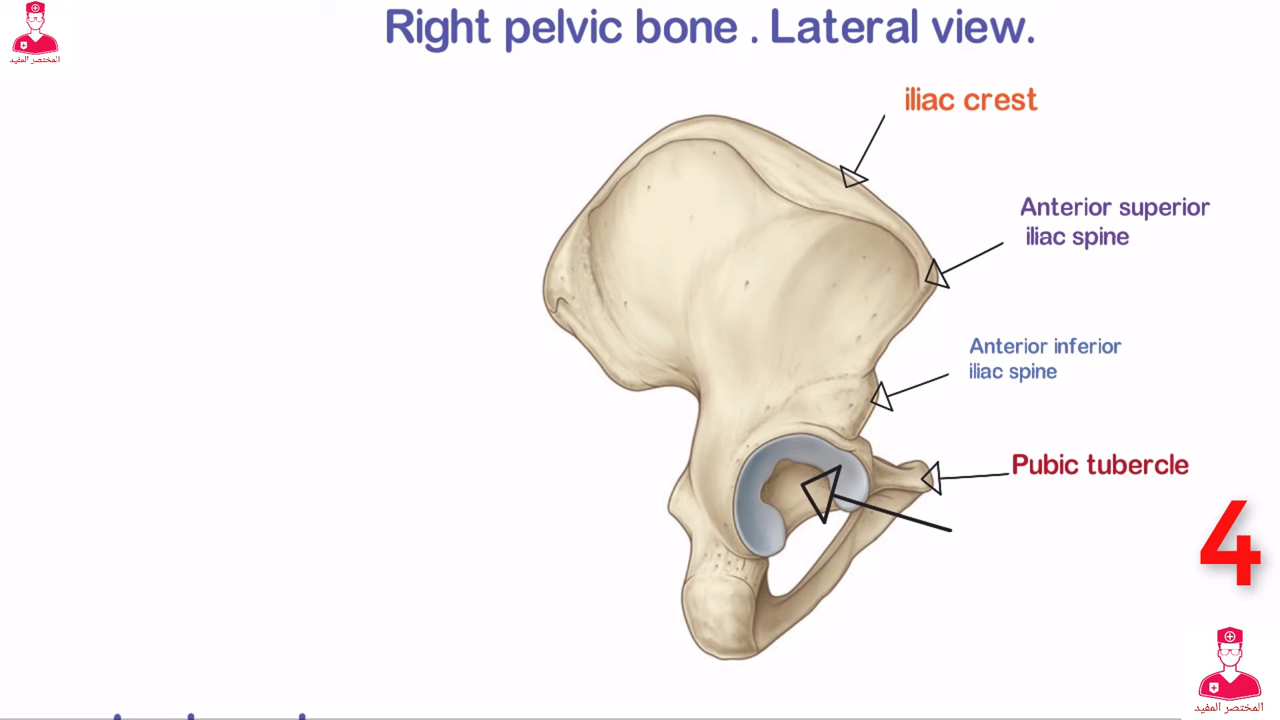 Right pelvic bone . Lateral view.
المختصر المفيد
iliac crest
Anterior superior
iliac spine
Anterior inferior
iliac spine
Pubic tubercle
4
المختصر المفيد